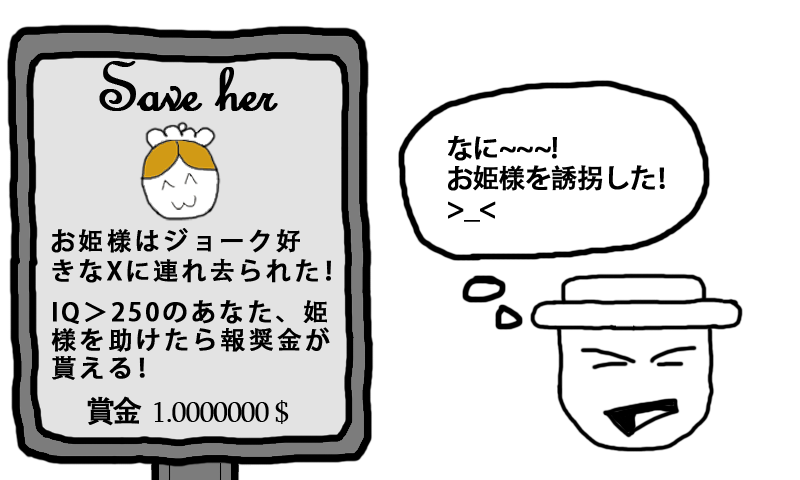 Save her
お姫様はジョーク好
きなXに連れ去られた!
IQ＞250のあなた、姫
様を助けたら報奨金が
貰える!
賞金 1.0000000 $
なに~~~!
お姫様を誘拐した!
>_<